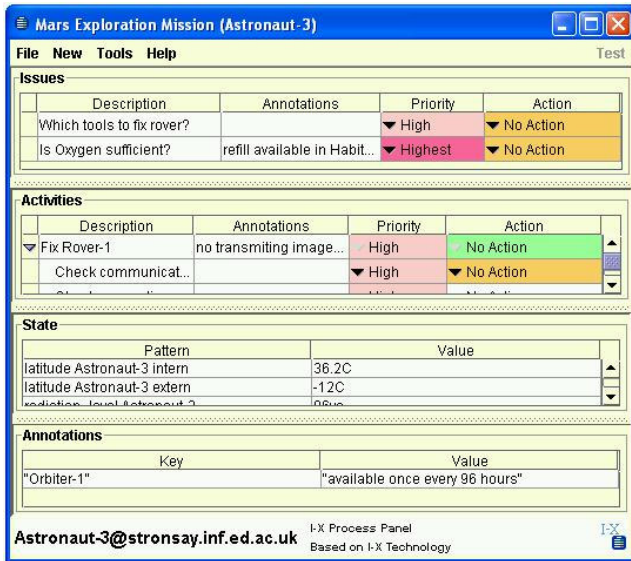 Mars Exploration Mission (Astronaut-3)
File New Tools Help Test
Issues
Description Annotations Priority Action
Which tools to fix rover? High No Action
Is Oxygen sufficient? refill available in Habit... Highest No Action
Activities
Description Annotations Priority Action
Fix Rover-1 no transmiting image... High No Action
Check communicat... High No Action
State
Pattern Value
latitude Astronaut-3 intern 36.2C
latitude Astronaut-3 extern -12C
Annotations
Key Value
"Orbiter-1" "available once every 96 hours"
Astronaut-3@stronsay.inf.ed.ac.uk
I-X Process Panel
Based on I-X Technology
I-X